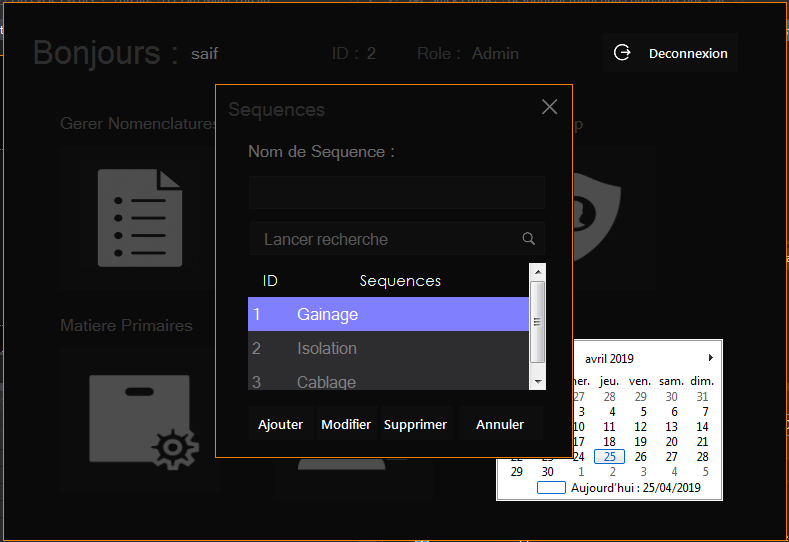 Bonjours : saif ID : 2 Role : Admin Deconnexion
Gerer Nomenclatures
Sequences
Nom de Sequence :
Lancer recherche
ID Sequences
1 Gainage
2 Isolation
3 Cablage
Ajouter Modifier Supprimer Annuler
Matiere Primaires
avril 2019
mer. jeu. ven. sam. dim.
27 28 29 30 31
3 4 5 6 7
10 11 12 13 14
17 18 19 20 21
22 23 24 25 26 27 28
29 30 1 2 3 4 5
Aujourd'hui : 25/04/2019